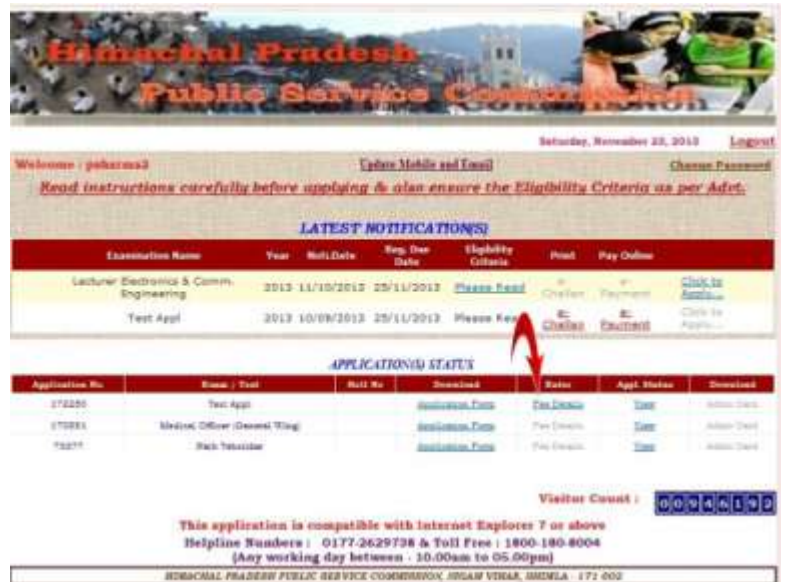 Himachal Pradesh
Public Service Commission
Saturday, November 23, 2013 Logout
Welcome : psharma2 Update Mobile and Email Change Password
Read instructions carefully before applying & also ensure the Eligibility Criteria as per Advt.
LATEST NOTIFICATION(S)
Examination Name Year Noti.Date Reg. Due Date Eligibility Criteria Print Pay Online
Lecturer Electronics & Comm. Engineering 2013 11/10/2013 25/11/2013 Please Read e-Challan e-Payment Click to Apply...
Test Appl 2013 10/09/2013 25/11/2013 Please Read e-Challan e-Payment Click to Apply...
APPLICATION(S) STATUS
Application No. Exam / Test Roll No Download Enter Appl. Status Download
Test Appl Application Form Fee Details View Admit Card
Medical Officer (General Wing) Application Form Fee Details View Admit Card
73377 Application Form Fee Details View Admit Card
Visitor Count : 00946192
This application is compatible with Internet Explorer 7 or above
Helpline Numbers : 0177-2629738 & Toll Free : 1800-180-8004
(Any working day between - 10.00am to 05.00pm)
HIMACHAL PRADESH PUBLIC SERVICE COMMISSION, NIGAM VIHAR, SHIMLA - 171 002